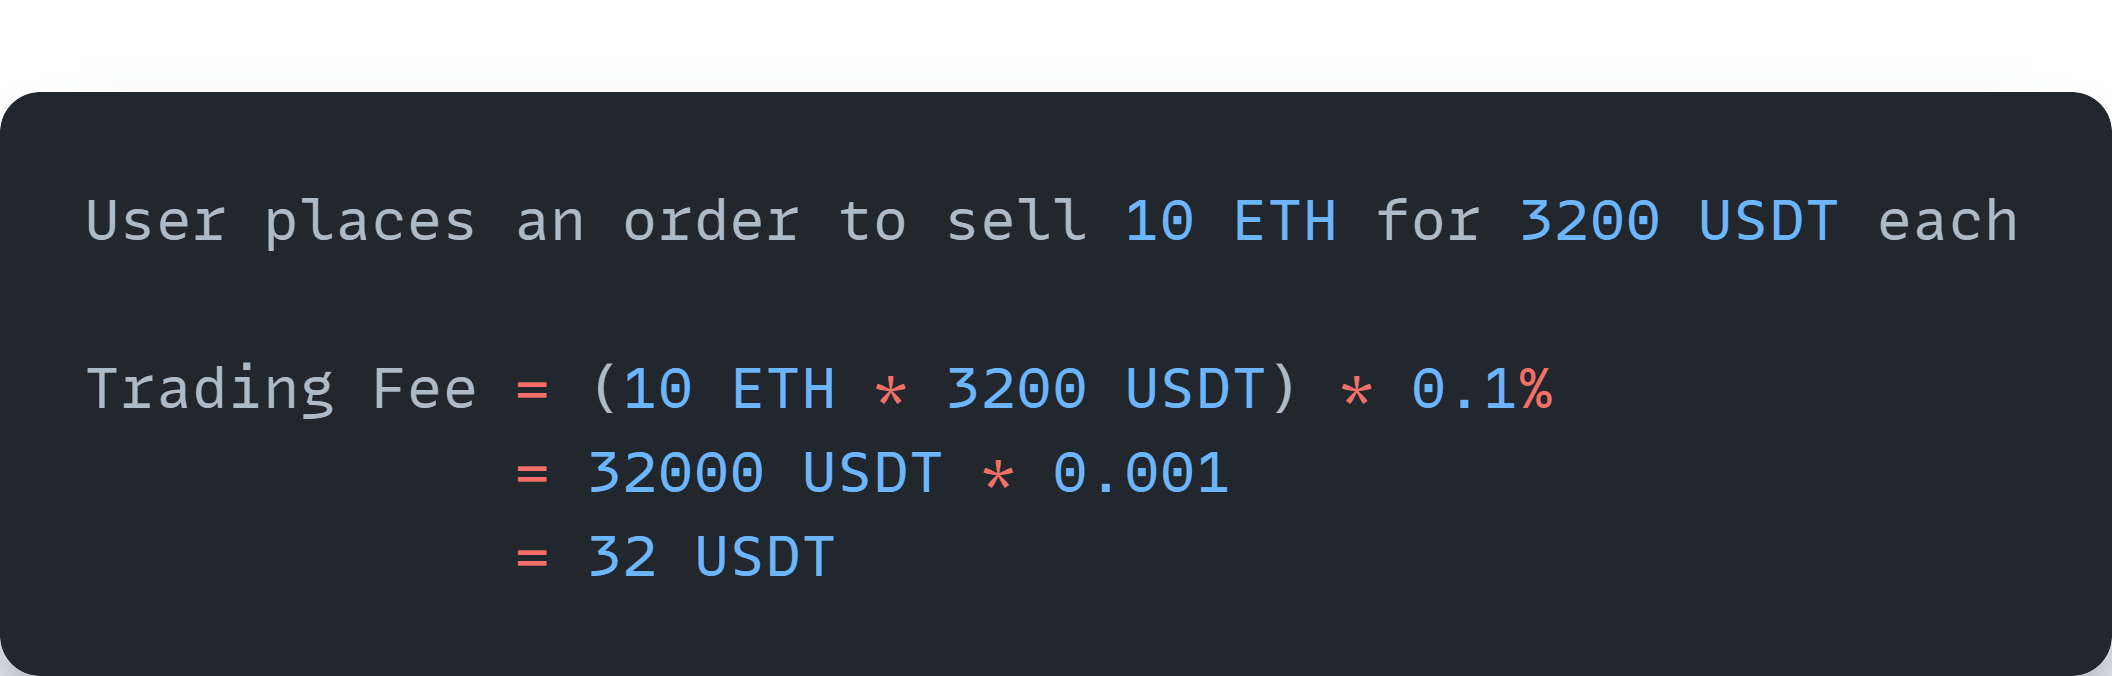 User places an order to sell 10 ETH for 3200 USDT each
Trading Fee = (10 ETH * 3200 USDT) * 0.1%
= 32000 USDT * 0.001
= 32 USDT